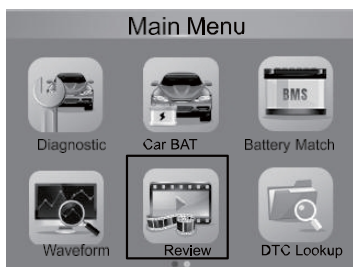 Main Menu
BMS
Diagnostic Car BAT Battery Match
Waveform Review DTC Lookup